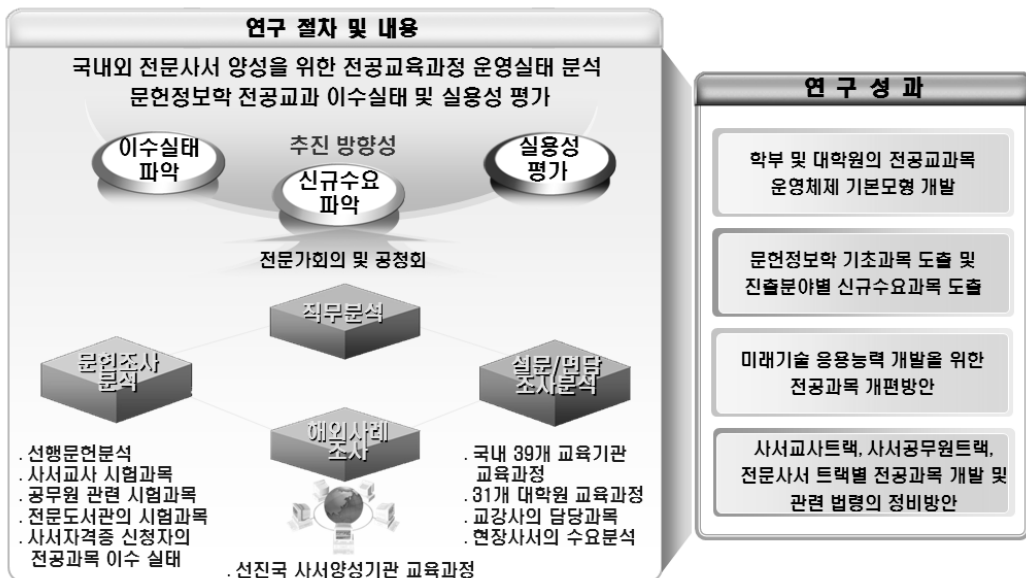 연구 절차 및 내용
국내외 전문사서 양성을 위한 전공교육과정 운영실태 분석
문헌정보학 전공교과 이수실태 및 실용성 평가
이수실태
파악
추진 방향성
신규수요
파악
실용성
평가
전문가회의 및 공청회
직무분석
문헌조사
분석
설문/면담
조사분석
해외사례
조사
. 선행문헌분석
. 사서교사 시험과목
. 공무원 관련 시험과목
. 전문도서관의 시험과목
. 사서자격증 신청자의
전공과목 이수 실태
. 선진국 사서양성기관 교육과정
. 국내 39개 교육기관
교육과정
. 31개 대학원 교육과정
. 교강사의 담당과목
. 현장사서의 수요분석
연 구 성 과
학부 및 대학원의 전공교과목
운영체제 기본모형 개발
문헌정보학 기초과목 도출 및
진출분야별 신규수요과목 도출
미래기술 응용능력 개발을 위한
전공과목 개편방안
사서교사트랙, 사서공무원트랙,
전문사서 트랙별 전공과목 개발 및
관련 법령의 정비방안